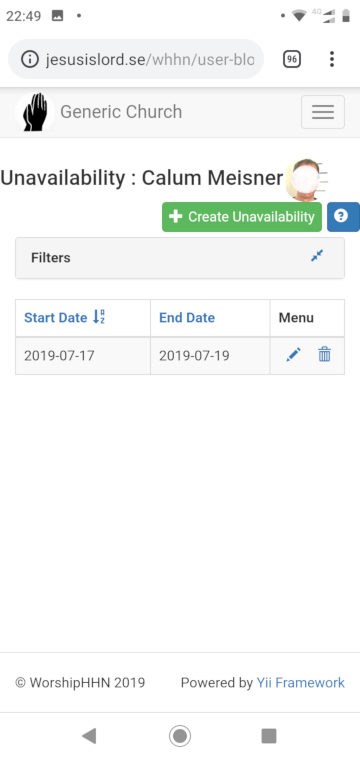 22:49
4G
jesusislord.se/whhn/user-blo
96
Generic Church
Unavailability : Calum Meisner
Create Unavailability
Filters
Start Date End Date Menu
2019-07-17 2019-07-19
© WorshipHHN 2019 Powered by Yii Framework